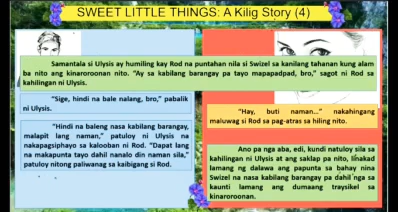 SWEET LITTLE THINGS: A Kilig Story (4)
Samantala si Ulysis ay humiling kay Rod na puntahan nila si Swizel sa kanilang tahanan kung alam
ba nito ang kinaroroonan nito. "Ay sa kabilang barangay pa tayo mapapadpad, bro," sagot ni Rod sa
kahilingan ni Ulysis.
"Sige, hindi na bale nalang, bro," pabalik
ni Ulysis.
"Hindi na baleng nasa kabilang barangay,
malapit lang naman," patuloy ni Ulysis na
nakapagsiphayo sa kalooban ni Rod. "Dapat lang
na makapunta tayo dahil nanalo din naman sila,"
patuloy nitong paliwanag sa kaibigang si Rod.
"Hay, buti naman..." nakahingang
maluwag si Rod sa pag-atras sa hiling nito.
Ano pa nga aba, edi, kundi natuloy sila sa
kahilingan ni Ulysis at ang saklap pa nito, linakad
lamang ng dalawa ang papunta sa bahay nina
Swizel na nasa kabilang barangay pa dahil nga sa
kaunti lamang ang dumaang traysikel sa
kinaroroonan.